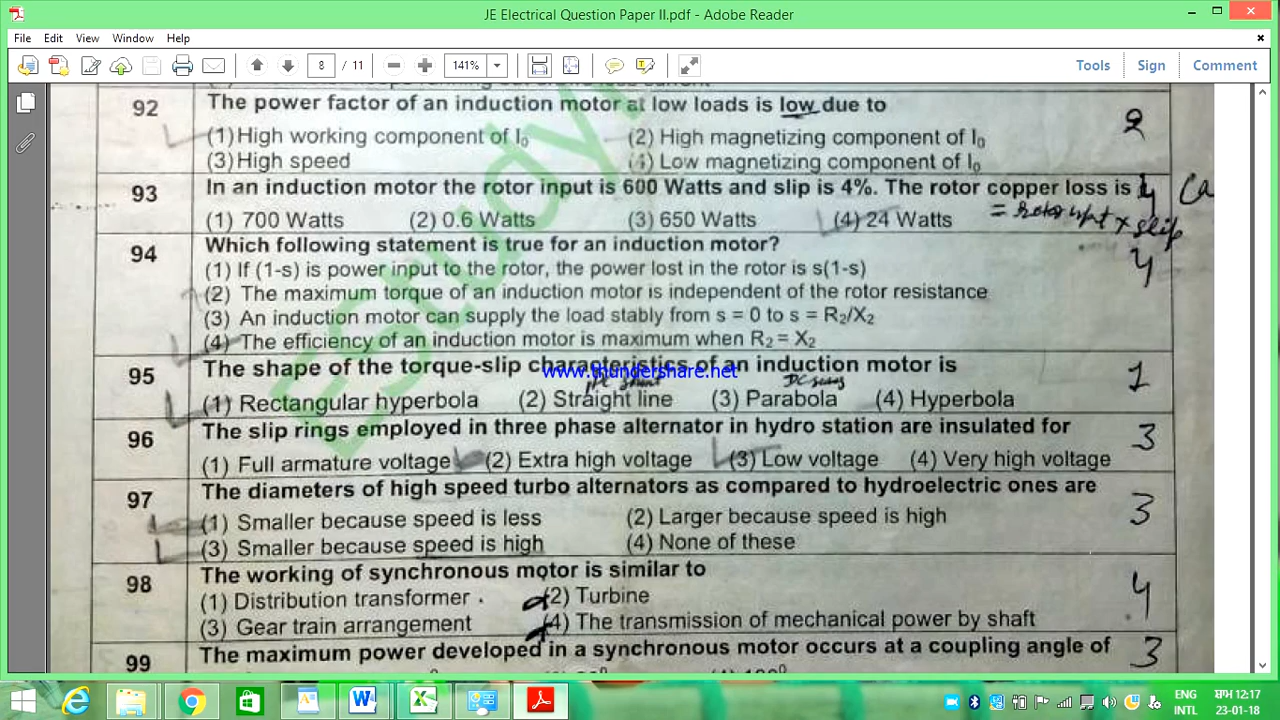 JE Electrical Question Paper II.pdf - Adobe Reader
File Edit View Window Help
8 / 11 141% Tools Sign Comment
92 The power factor of an induction motor at low loads is low due to
(1) High working component of I₀ (2) High magnetizing component of I₀ 2
(3) High speed (4) Low magnetizing component of I₀
93 In an induction motor the rotor input is 600 Watts and slip is 4%. The rotor copper loss is 4
(1) 700 Watts (2) 0.6 Watts (3) 650 Watts (4) 24 Watts = rotor input x slip
94 Which following statement is true for an induction motor?
(1) If (1-s) is power input to the rotor, the power lost in the rotor is s(1-s) 4
(2) The maximum torque of an induction motor is independent of the rotor resistance
(3) An induction motor can supply the load stably from s = 0 to s = R₂/X₂
(4) The efficiency of an induction motor is maximum when R₂ = X₂
95 The shape of the torque-slip characteristics of an induction motor is 1
www.thundershare.net
DC shunt DC series
(1) Rectangular hyperbola (2) Straight line (3) Parabola (4) Hyperbola
96 The slip rings employed in three phase alternator in hydro station are insulated for 3
(1) Full armature voltage (2) Extra high voltage (3) Low voltage (4) Very high voltage
97 The diameters of high speed turbo alternators as compared to hydroelectric ones are
(1) Smaller because speed is less (2) Larger because speed is high 3
(3) Smaller because speed is high (4) None of these
98 The working of synchronous motor is similar to
(1) Distribution transformer (2) Turbine 4
(3) Gear train arrangement (4) The transmission of mechanical power by shaft
99 The maximum power developed in a synchronous motor occurs at a coupling angle of 3
ENG 12:17
INTL 23-01-18